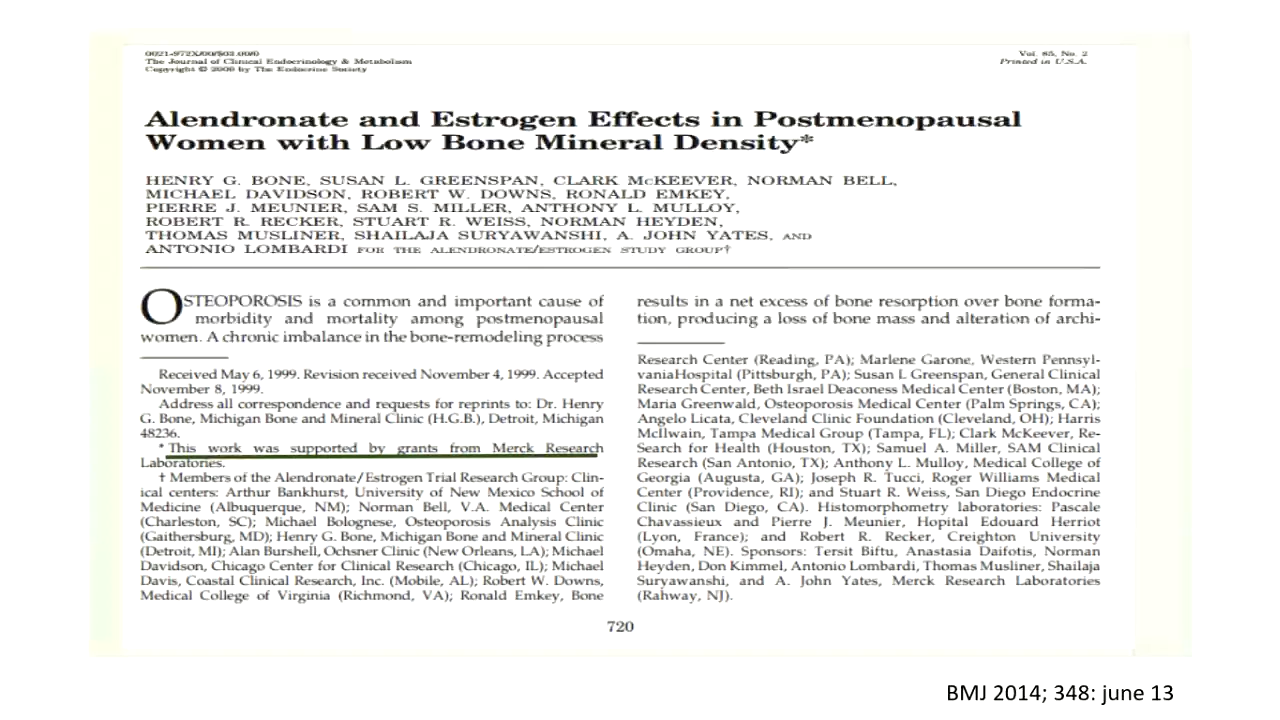 0021-972X/00/$03.00/0
The Journal of Clinical Endocrinology & Metabolism
Copyright © 2000 by The Endocrine Society
Vol. 85, No. 2
Printed in U.S.A.
Alendronate and Estrogen Effects in Postmenopausal
Women with Low Bone Mineral Density*
HENRY G. BONE, SUSAN L. GREENSPAN, CLARK McKEEVER, NORMAN BELL,
MICHAEL DAVIDSON, ROBERT W. DOWNS, RONALD EMKEY,
PIERRE J. MEUNIER, SAM S. MILLER, ANTHONY L. MULLOY,
ROBERT R. RECKER, STUART R. WEISS, NORMAN HEYDEN,
THOMAS MUSLINER, SHAILAJA SURYAWANSHI, A. JOHN YATES, AND
ANTONIO LOMBARDI FOR THE ALENDRONATE/ESTROGEN STUDY GROUP†
OSTEOPOROSIS is a common and important cause of
morbidity and mortality among postmenopausal
women. A chronic imbalance in the bone-remodeling process
Received May 6, 1999. Revision received November 4, 1999. Accepted
November 8, 1999.
Address all correspondence and requests for reprints to: Dr. Henry
G. Bone, Michigan Bone and Mineral Clinic (H.G.B.), Detroit, Michigan
48236.
* This work was supported by grants from Merck Research
Laboratories.
† Members of the Alendronate/Estrogen Trial Research Group: Clin-
ical centers: Arthur Bankhurst, University of New Mexico School of
Medicine (Albuquerque, NM); Norman Bell, V.A. Medical Center
(Charleston, SC); Michael Bolognese, Osteoporosis Analysis Clinic
(Gaithersburg, MD); Henry G. Bone, Michigan Bone and Mineral Clinic
(Detroit, MI); Alan Burshell, Ochsner Clinic (New Orleans, LA); Michael
Davidson, Chicago Center for Clinical Research (Chicago, IL); Michael
Davis, Coastal Clinical Research, Inc. (Mobile, AL); Robert W. Downs,
Medical College of Virginia (Richmond, VA); Ronald Emkey, Bone
results in a net excess of bone resorption over bone forma-
tion, producing a loss of bone mass and alteration of archi-
Research Center (Reading, PA); Marlene Garone, Western Pennsyl-
vaniaHospital (Pittsburgh, PA); Susan L Greenspan, General Clinical
Research Center, Beth Israel Deaconess Medical Center (Boston, MA);
Maria Greenwald, Osteoporosis Medical Center (Palm Springs, CA);
Angelo Licata, Cleveland Clinic Foundation (Cleveland, OH); Harris
McIlwain, Tampa Medical Group (Tampa, FL); Clark McKeever, Re-
Search for Health (Houston, TX); Samuel A. Miller, SAM Clinical
Research (San Antonio, TX); Anthony L. Mulloy, Medical College of
Georgia (Augusta, GA); Joseph R. Tucci, Roger Williams Medical
Center (Providence, RI); and Stuart R. Weiss, San Diego Endocrine
Clinic (San Diego, CA). Histomorphometry laboratories: Pascale
Chavassieux and Pierre J. Meunier, Hopital Edouard Herriot
(Lyon, France); and Robert R. Recker, Creighton University
(Omaha, NE). Sponsors: Tersit Biftu, Anastasia Daifotis, Norman
Heyden, Don Kimmel, Antonio Lombardi, Thomas Musliner, Shailaja
Suryawanshi, and A. John Yates, Merck Research Laboratories
(Rahway, NJ).
720
BMJ 2014; 348: june 13